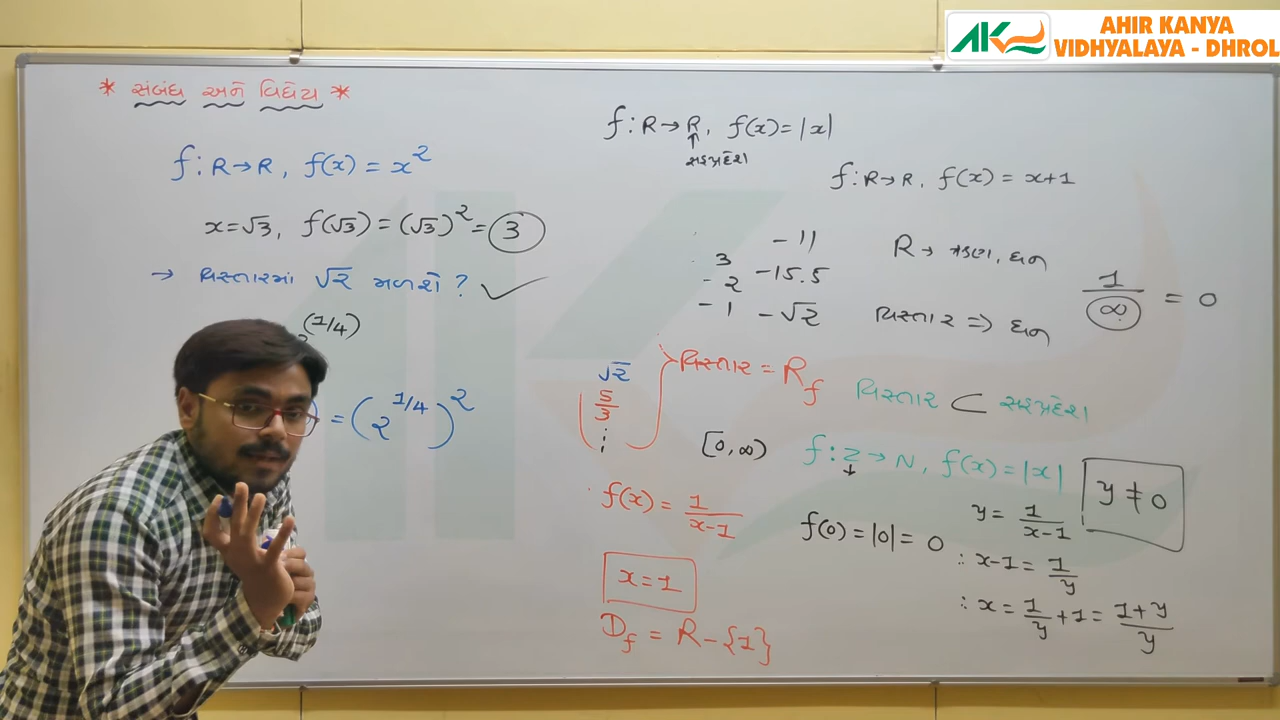 AK
AHIR KANYA
VIDHYALAYA - DHROL
* સંબંધ અને વિધેય *
f : R → R, f(x) = x²
x = √3, f(√3) = (√3)² = 3
→ વિસ્તારમાં √2 મળશે ? ✓
(1/4)
= (2^{1/4})²
f : R → R, f(x) = |x|
↑
સહપ્રદેશ
f : R → R, f(x) = x+1
3
- 2
- 1
- 11
- 15.5
- √2
R → ઋણ, ધન
વિસ્તાર ⇒ ધન
1/∞ = 0
√2
5/3
⋮
વિસ્તાર = R_f
વિસ્તાર ⊂ સહપ્રદેશ
[0, ∞)
f : Z → N, f(x) = |x|
↓
f(0) = |0| = 0
f(x) = 1/(x-1)
x = 1
D_f = R - {1}
y = 1/(x-1)
∴ x-1 = 1/y
∴ x = 1/y + 1 = (1+y)/y
y ≠ 0